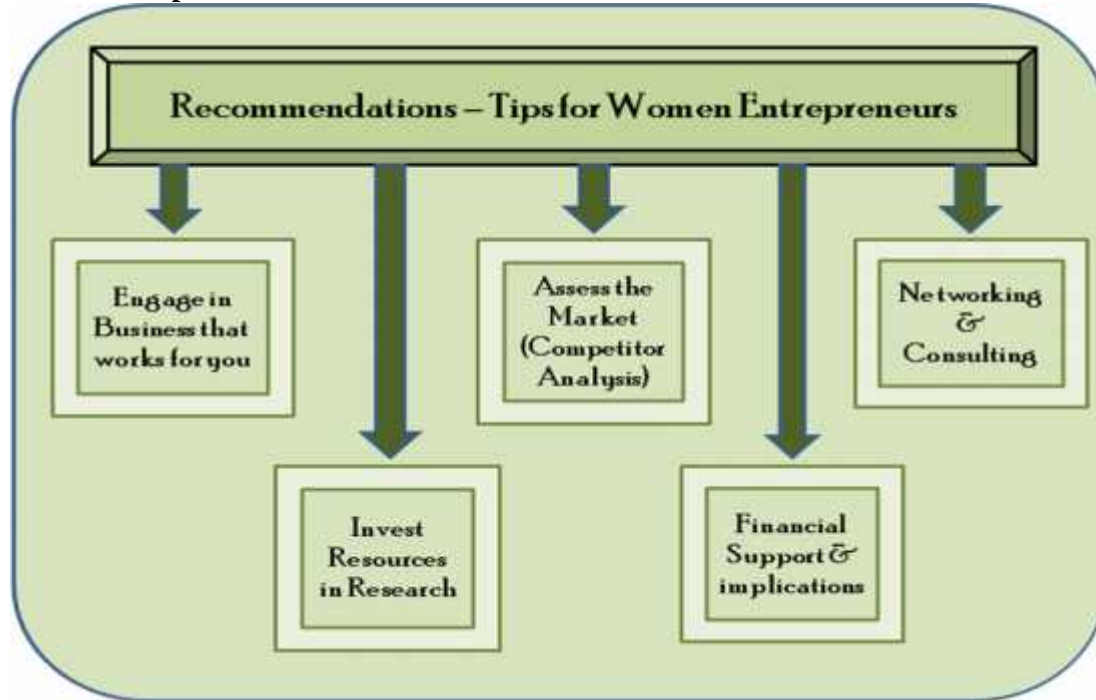 Recommendations – Tips for Women Entrepreneurs
Engage in
Business that
works for you
Invest
Resources
in Research
Assess the
Market
(Competitor
Analysis)
Financial
Support &
implications
Networking
&
Consulting